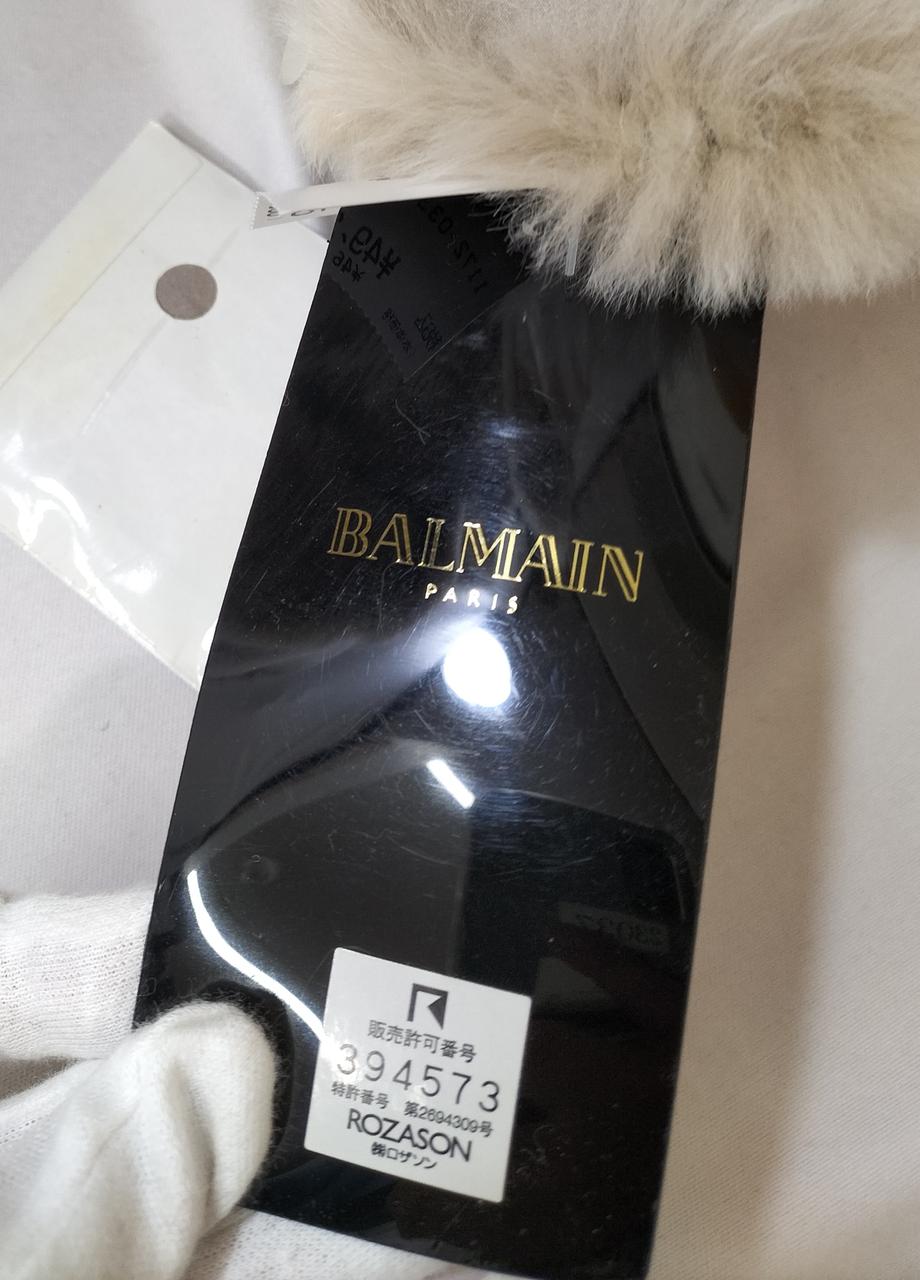 BALMAIN
PARIS
販売許可番号
394573
特許番号 第2694309号
ROZASON
㈱ロザソン